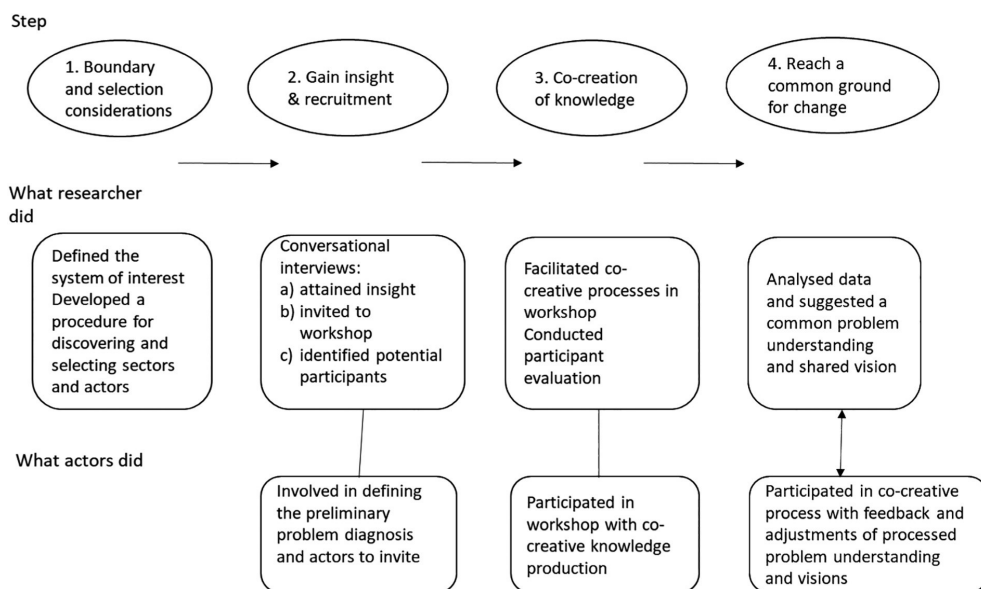 Step
1. Boundary
and selection
considerations
2. Gain insight
& recruitment
3. Co-creation
of knowledge
4. Reach a
common ground
for change
What researcher
did
Defined the
system of interest
Developed a
procedure for
discovering and
selecting sectors
and actors
Conversational
interviews:
a) attained insight
b) invited to
workshop
c) identified potential
participants
Facilitated co-
creative processes in
workshop
Conducted
participant
evaluation
Analysed data
and suggested a
common problem
understanding
and shared vision
What actors did
Involved in defining
the preliminary
problem diagnosis
and actors to invite
Participated in
workshop with co-
creative knowledge
production
Participated in co-creative
process with feedback and
adjustments of processed
problem understanding
and visions